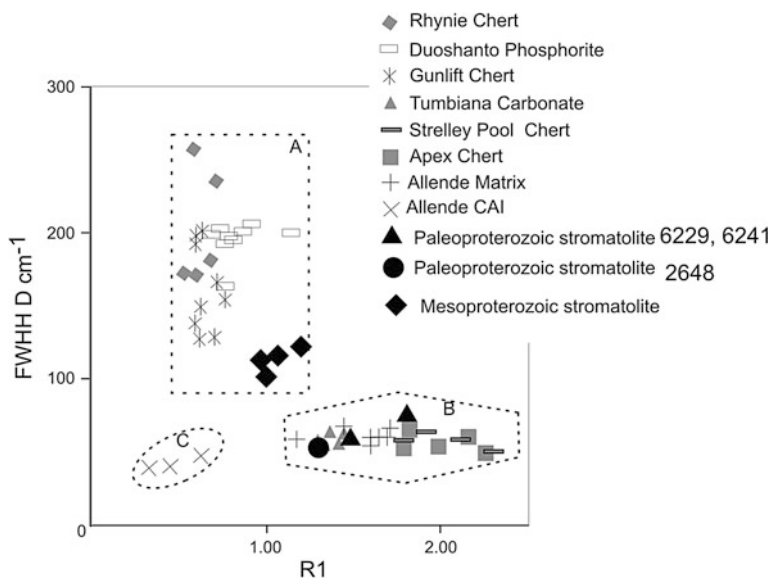 Rhynie Chert
Duoshanto Phosphorite
Gunlift Chert
Tumbiana Carbonate
Strelley Pool Chert
Apex Chert
Allende Matrix
Allende CAI
Paleoproterozoic stromatolite 6229, 6241
Paleoproterozoic stromatolite 2648
Mesoproterozoic stromatolite
300
A
200
FWHH D cm-1
100
B
C
0
1.00
2.00
R1